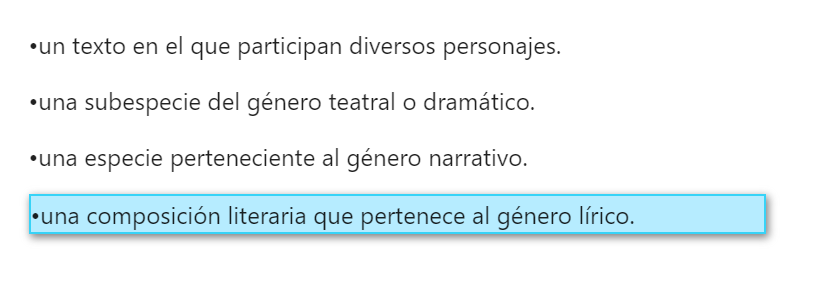 •un texto en el que participan diversos personajes.
•una subespecie del género teatral o dramático.
•una especie perteneciente al género narrativo.
•una composición literaria que pertenece al género lírico.